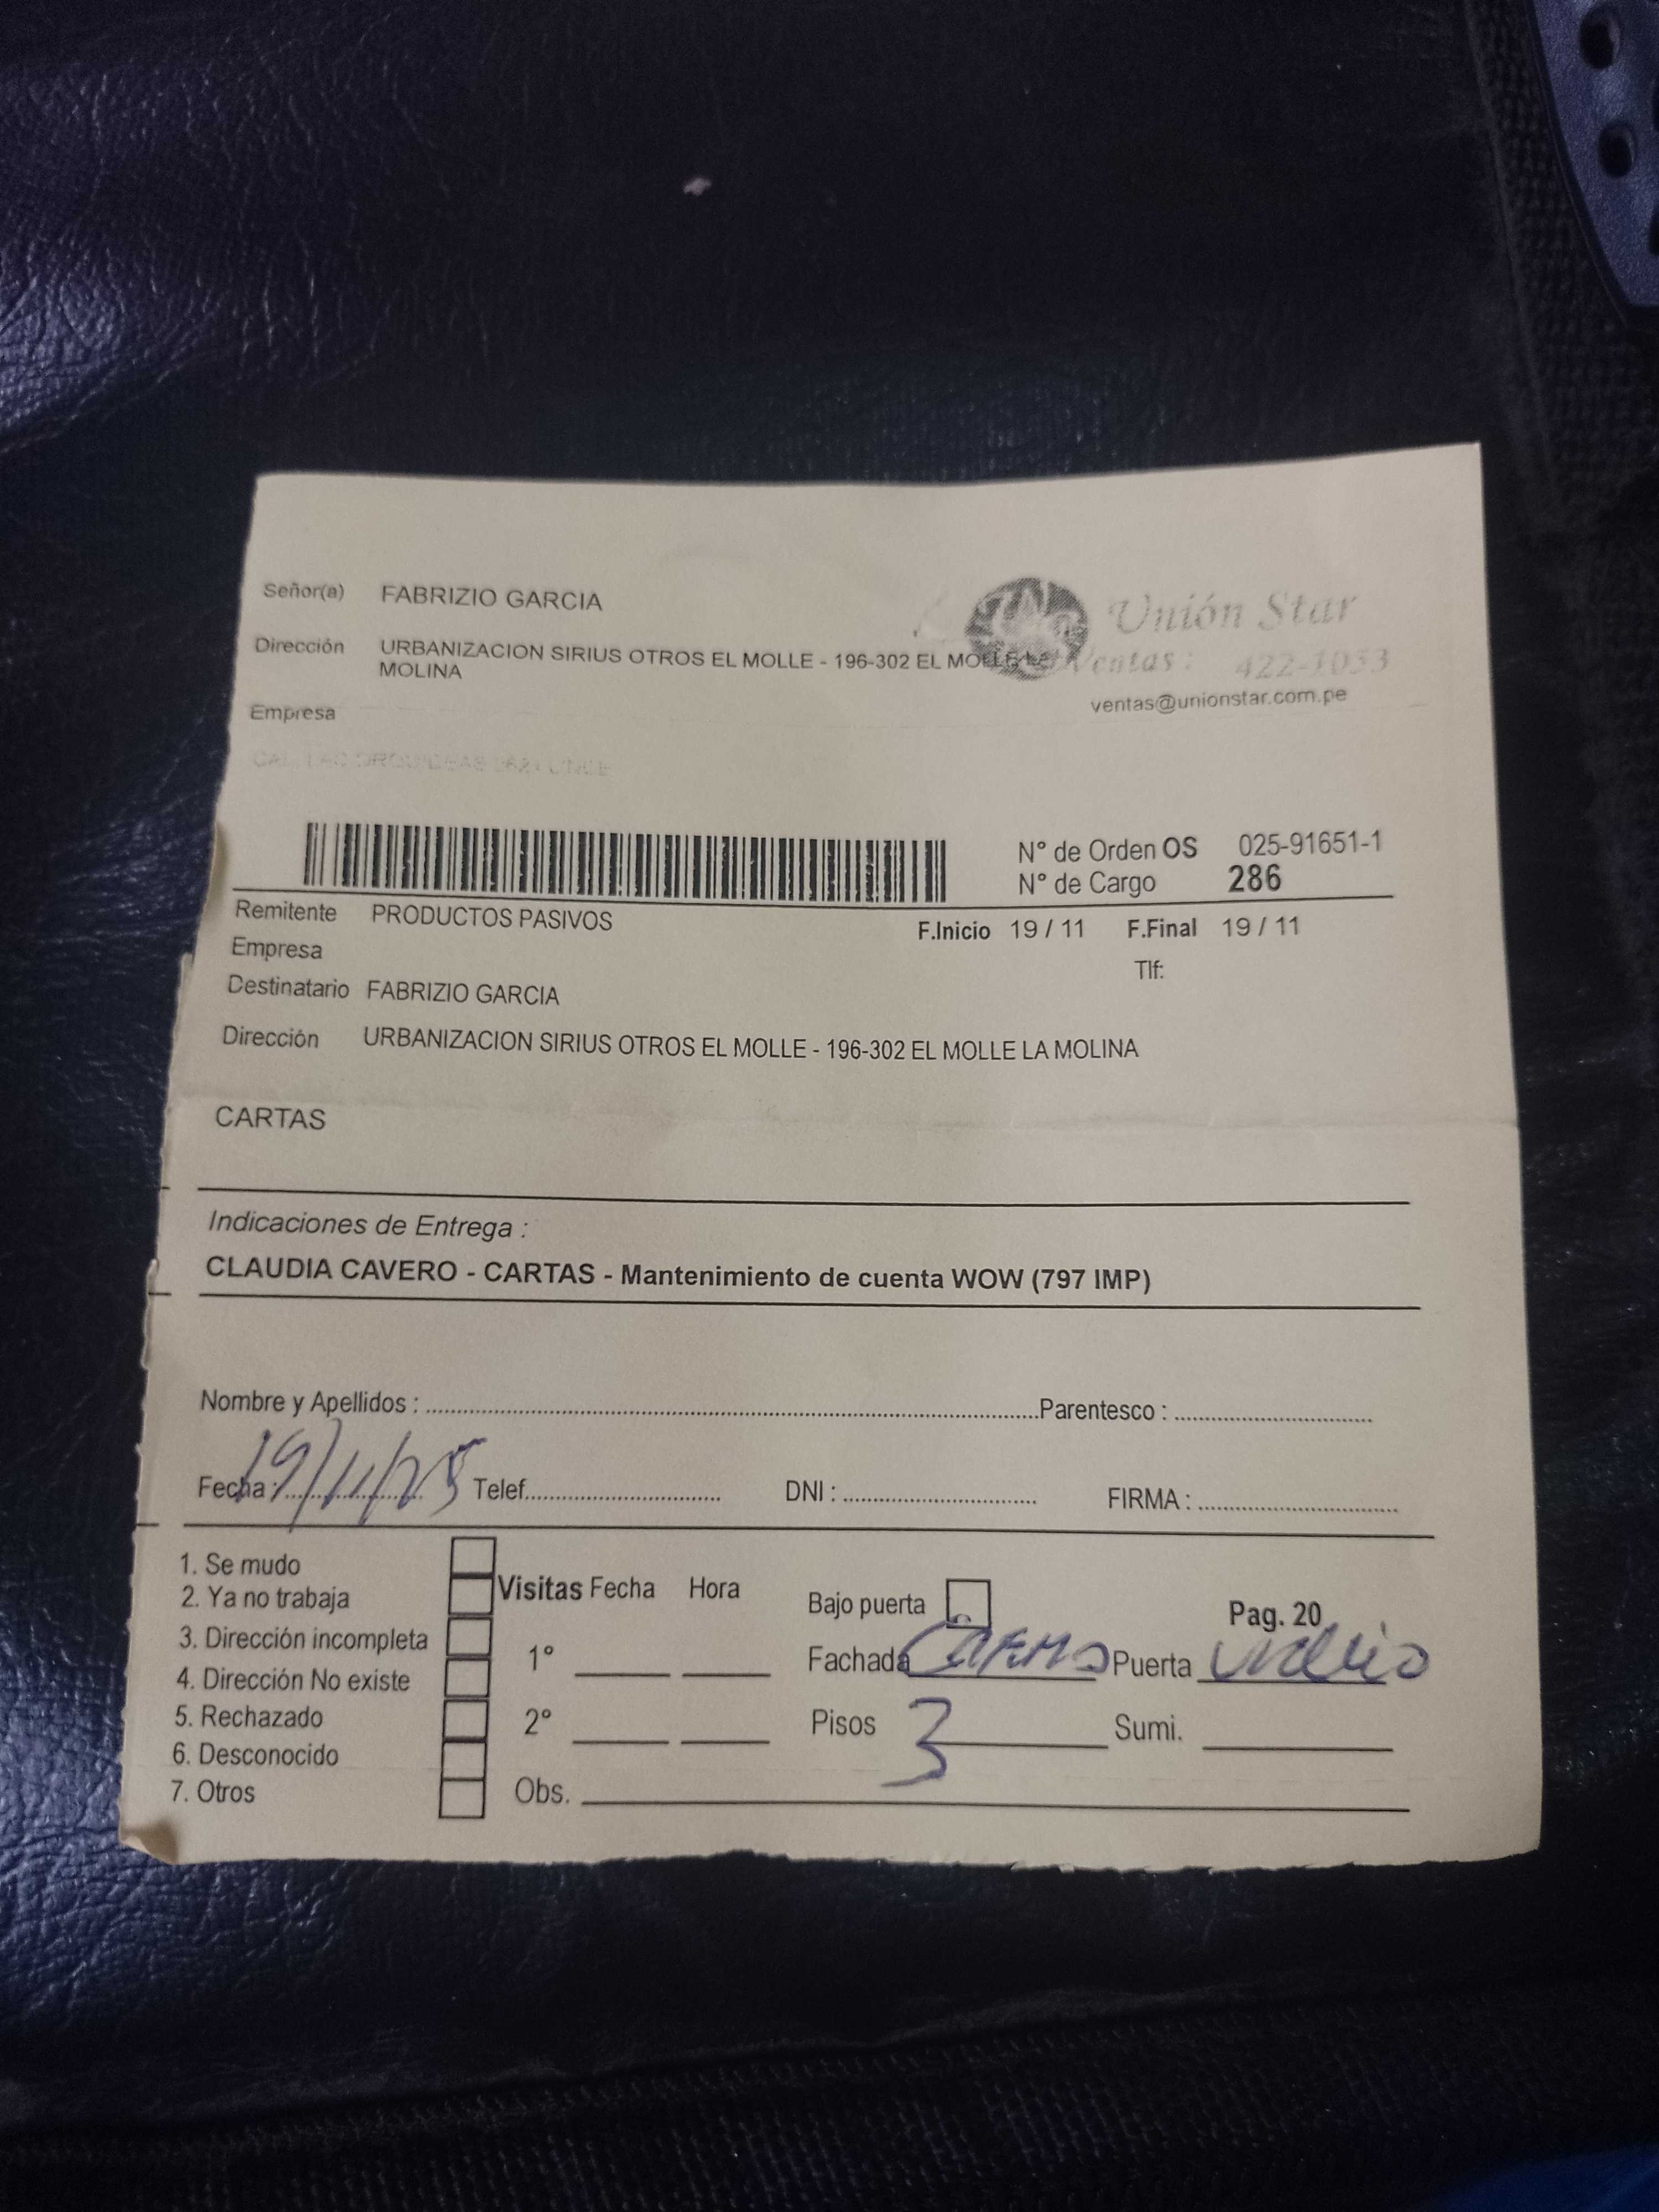 Señor(a) FABRIZIO GARCIA
Unión Star
Dirección URBANIZACION SIRIUS OTROS EL MOLLE - 196-302 EL MOLLE LA
MOLINA
Ventas: 422-1033
ventas@unionstar.com.pe
Empresa
N° de Orden OS 025-91651-1
N° de Cargo 286
Remitente PRODUCTOS PASIVOS
F.Inicio 19 / 11 F.Final 19 / 11
Empresa
Tlf:
Destinatario FABRIZIO GARCIA
Dirección URBANIZACION SIRIUS OTROS EL MOLLE - 196-302 EL MOLLE LA MOLINA
CARTAS
Indicaciones de Entrega :
CLAUDIA CAVERO - CARTAS - Mantenimiento de cuenta WOW (797 IMP)
Nombre y Apellidos : Parentesco :
Fecha : 19/11/25 Telef. DNI : FIRMA :
1. Se mudo
2. Ya no trabaja
3. Dirección incompleta
4. Dirección No existe
5. Rechazado
6. Desconocido
7. Otros
Visitas Fecha Hora
1°
2°
Obs.
Bajo puerta
Pag. 20
Fachada Puerta
Pisos 3 Sumi.